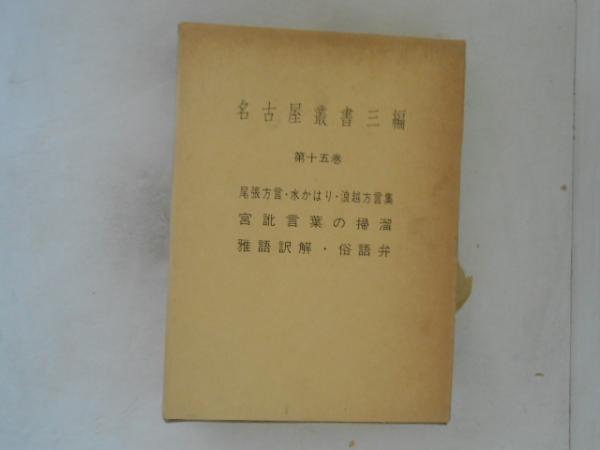 名古屋叢書三編
第十五巻
尾張方言・水かはり・浪越方言集
宮訛言葉の掃溜
雅語訳解・俗語弁